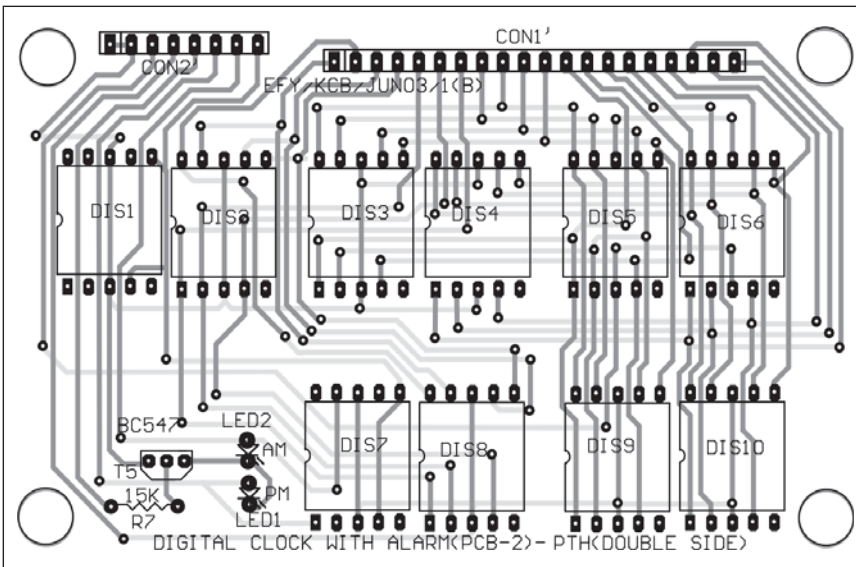 CON1'
CON2'
EFY/KCB/JUN03/1(B)
DIS1
DIS2
DIS3
DIS4
DIS5
DIS6
LED2
BC547
DIS7
DIS8
DIS9
DIS10
AM
T5
15K
PM
R7
LED1
DIGITAL CLOCK WITH ALARM(PCB-2)- PTH(DOUBLE SIDE)